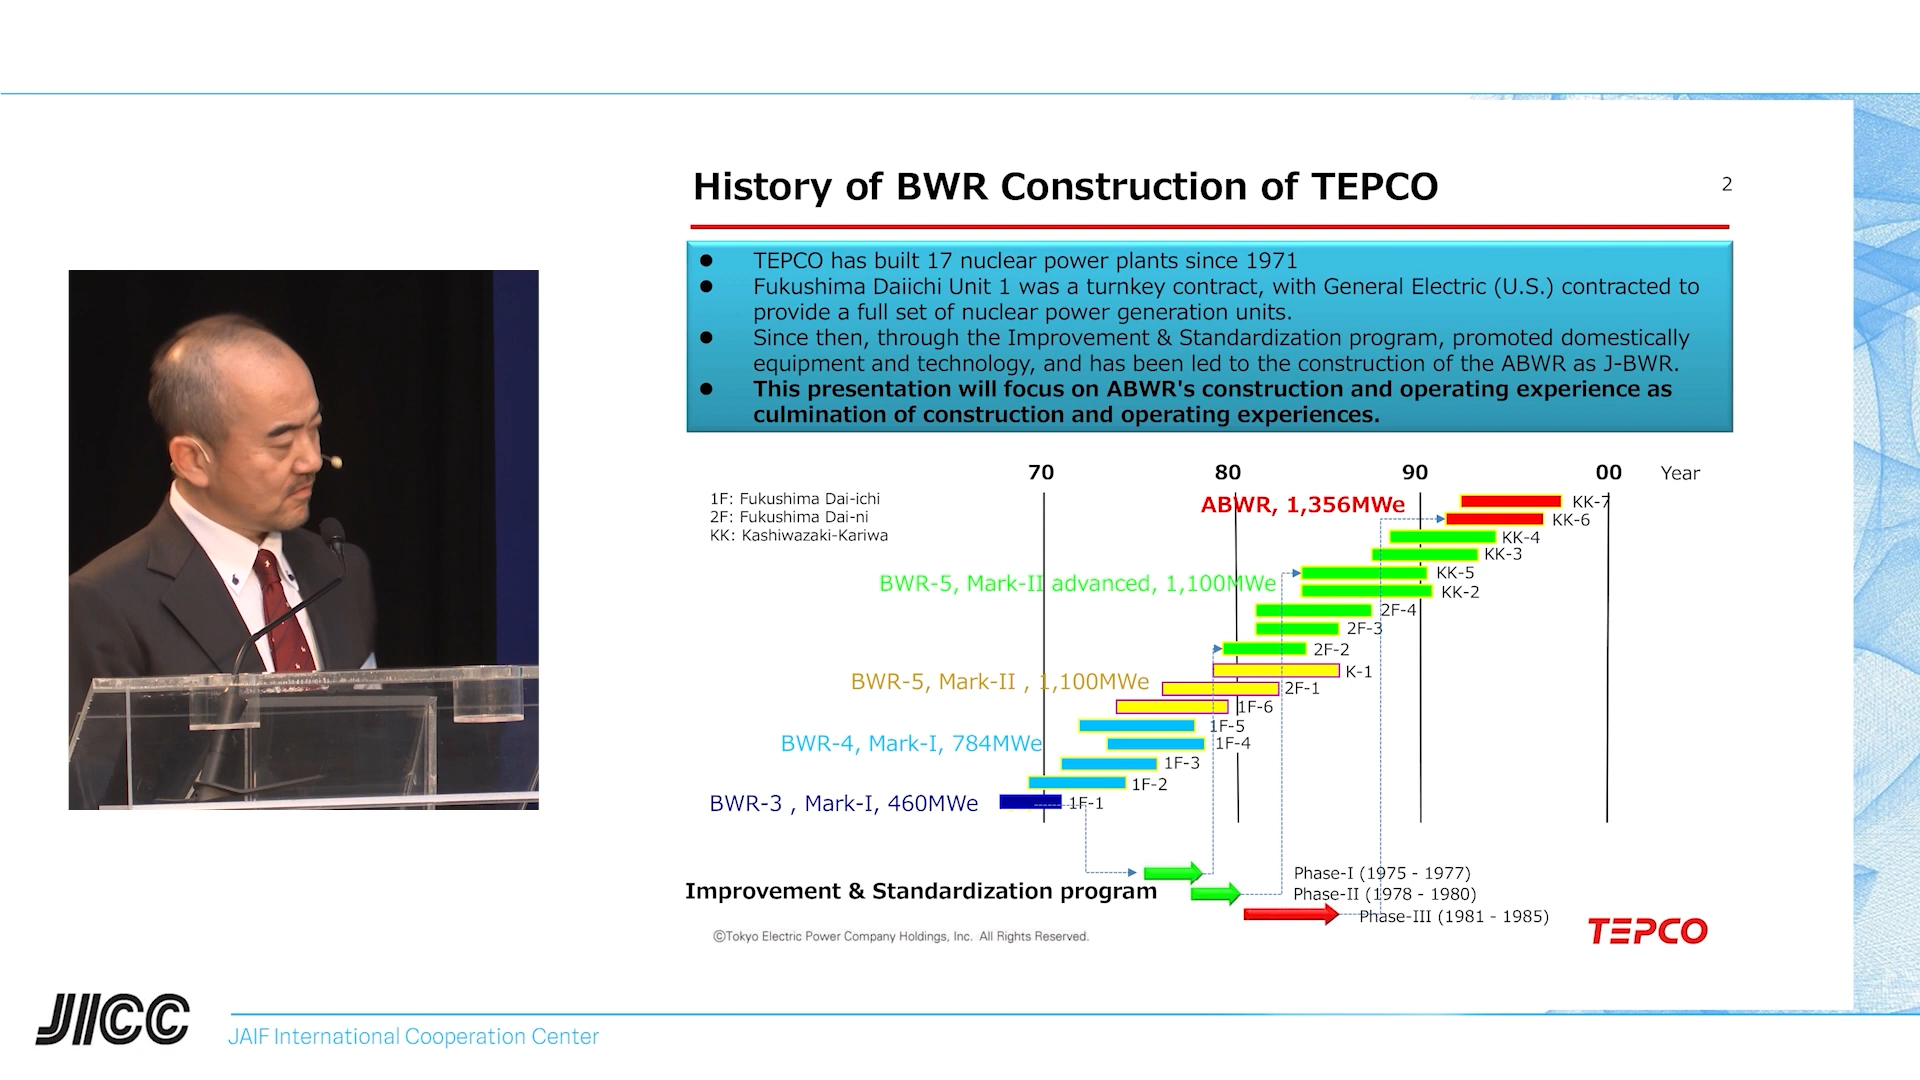 History of BWR Construction of TEPCO
2
● TEPCO has built 17 nuclear power plants since 1971
● Fukushima Daiichi Unit 1 was a turnkey contract, with General Electric (U.S.) contracted to
provide a full set of nuclear power generation units.
● Since then, through the Improvement & Standardization program, promoted domestically
equipment and technology, and has been led to the construction of the ABWR as J-BWR.
● This presentation will focus on ABWR's construction and operating experience as
culmination of construction and operating experiences.
70 80 90 00 Year
1F: Fukushima Dai-ichi
2F: Fukushima Dai-ni
KK: Kashiwazaki-Kariwa
ABWR, 1,356MWe
KK-7
KK-6
KK-4
KK-3
KK-5
BWR-5, Mark-II advanced, 1,100MWe
KK-2
2F-4
2F-3
2F-2
K-1
BWR-5, Mark-II , 1,100MWe
2F-1
1F-6
1F-5
BWR-4, Mark-I, 784MWe
1F-4
1F-3
1F-2
BWR-3 , Mark-I, 460MWe
1F-1
Phase-I (1975 - 1977)
Improvement & Standardization program
Phase-II (1978 - 1980)
Phase-III (1981 - 1985)
TEPCO
©Tokyo Electric Power Company Holdings, Inc. All Rights Reserved.
JICC
JAIF International Cooperation Center